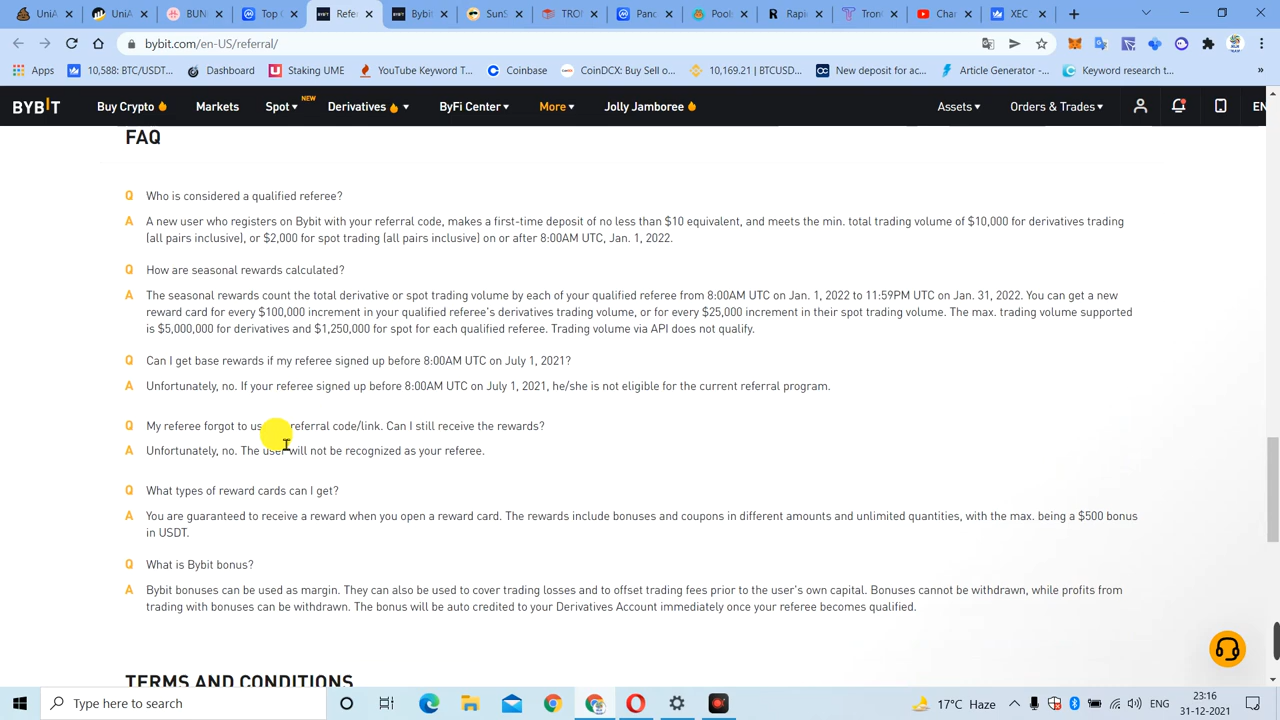 UniA
UniA
BUNI
Top C
Refe
Bybit
SunS
TRON
Panc
Pools
Rapi
Tron
Chan
XEC
bybit.com/en-US/referral/
Apps
10,588: BTC/USDT...
Dashboard
Staking UME
YouTube Keyword T...
Coinbase
CoinDCX: Buy Sell o...
10,169.21 | BTCUSD...
New deposit for ac...
Article Generator -...
Keyword research t...
BYBIT
Buy Crypto
Markets
Spot
NEW
Derivatives
ByFi Center
More
Jolly Jamboree
Assets
Orders & Trades
EN
FAQ
Q Who is considered a qualified referee?
A A new user who registers on Bybit with your referral code, makes a first-time deposit of no less than $10 equivalent, and meets the min. total trading volume of $10,000 for derivatives trading
(all pairs inclusive), or $2,000 for spot trading (all pairs inclusive) on or after 8:00AM UTC, Jan. 1, 2022.
Q How are seasonal rewards calculated?
A The seasonal rewards count the total derivative or spot trading volume by each of your qualified referee from 8:00AM UTC on Jan. 1, 2022 to 11:59PM UTC on Jan. 31, 2022. You can get a new
reward card for every $100,000 increment in your qualified referee's derivatives trading volume, or for every $25,000 increment in their spot trading volume. The max. trading volume supported
is $5,000,000 for derivatives and $1,250,000 for spot for each qualified referee. Trading volume via API does not qualify.
Q Can I get base rewards if my referee signed up before 8:00AM UTC on July 1, 2021?
A Unfortunately, no. If your referee signed up before 8:00AM UTC on July 1, 2021, he/she is not eligible for the current referral program.
Q My referee forgot to us referral code/link. Can I still receive the rewards?
A Unfortunately, no. The user will not be recognized as your referee.
Q What types of reward cards can I get?
A You are guaranteed to receive a reward when you open a reward card. The rewards include bonuses and coupons in different amounts and unlimited quantities, with the max. being a $500 bonus
in USDT.
Q What is Bybit bonus?
A Bybit bonuses can be used as margin. They can also be used to cover trading losses and to offset trading fees prior to the user's own capital. Bonuses cannot be withdrawn, while profits from
trading with bonuses can be withdrawn. The bonus will be auto credited to your Derivatives Account immediately once your referee becomes qualified.
TERMS AND CONDITIONS
Type here to search
17°C Haze
ENG
23:16
31-12-2021